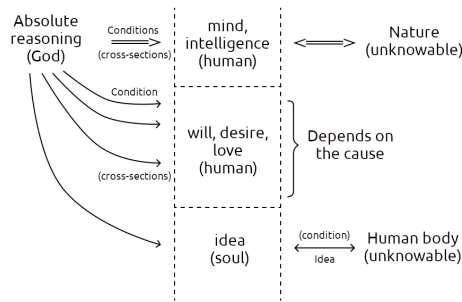 Absolute
reasoning
(God)
Conditions
(cross-sections)
mind,
intelligence
(human)
Nature
(unknowable)
Condition
(cross-sections)
will, desire,
love
(human)
Depends on
the cause
idea
(soul)
(condition)
Idea
Human body
(unknowable)